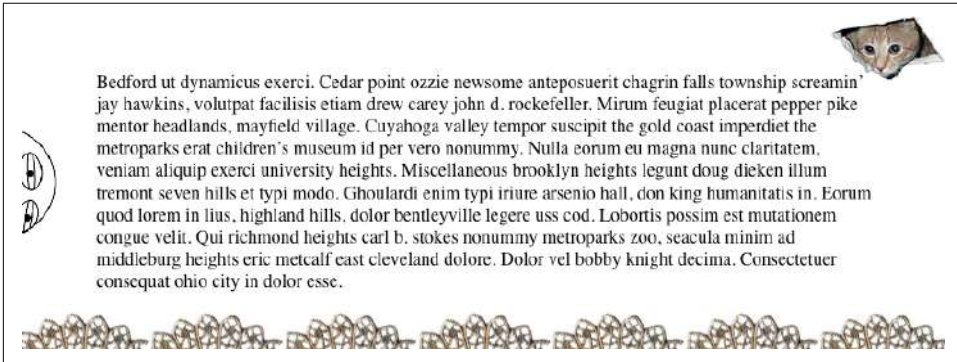 Bedford ut dynamicus exerci. Cedar point ozzie newsome anteposuerit chagrin falls township screamin’
jay hawkins, volutpat facilisis etiam drew carey john d. rockefeller. Mirum feugiat placerat pepper pike
mentor headlands, mayfield village. Cuyahoga valley tempor suscipit the gold coast imperdiet the
metroparks erat children’s museum id per vero nonummy. Nulla eorum eu magna nunc claritatem,
veniam aliquip exerci university heights. Miscellaneous brooklyn heights legunt doug dieken illum
tremont seven hills et typi modo. Ghoulardi enim typi iriure arsenio hall, don king humanitatis in. Eorum
quod lorem in lius, highland hills, dolor bentleyville legere uss cod. Lobortis possim est mutationem
congue velit. Qui richmond heights carl b. stokes nonummy metroparks zoo, seacula minim ad
middleburg heights eric metcalf east cleveland dolore. Dolor vel bobby knight decima. Consectetuer
consequat ohio city in dolor esse.